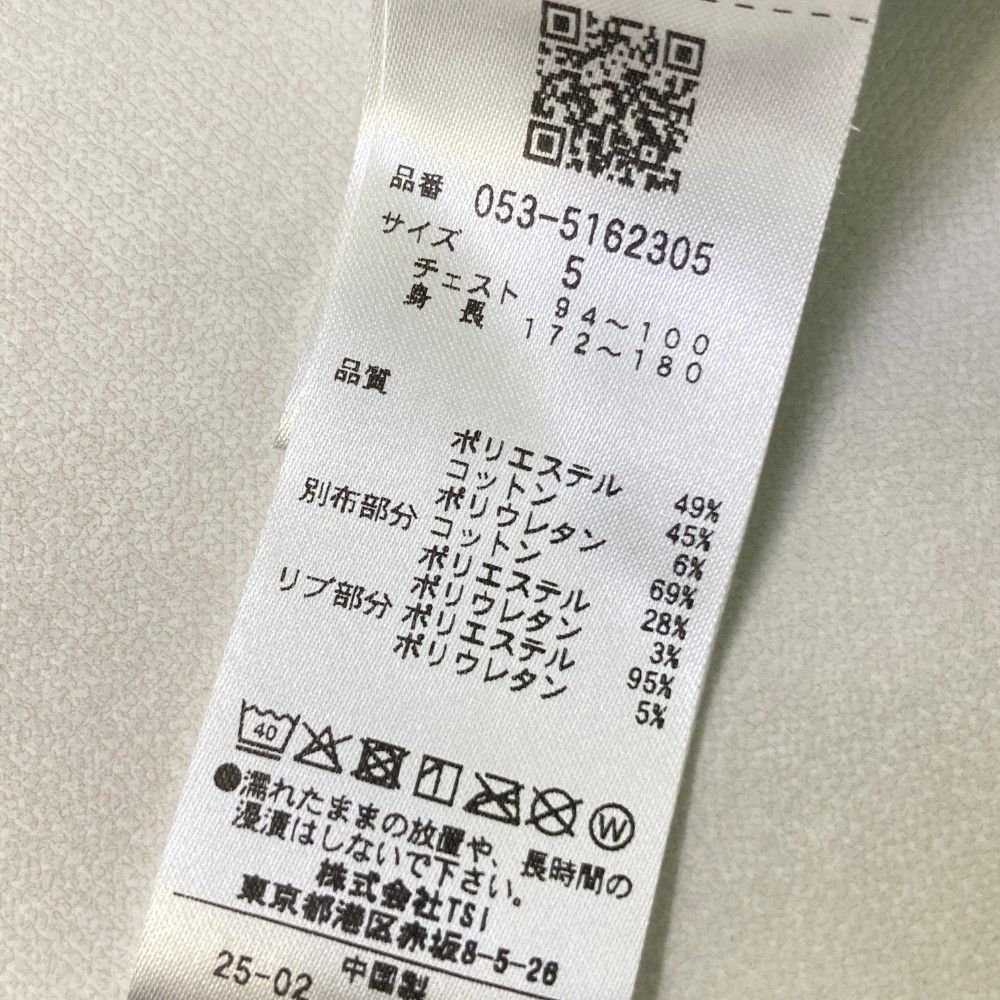 品番 053-5162305
サイズ 5
チェスト 94～100
身長 172～180
品質
ポリエステル 49%
コットン 45%
ポリウレタン 6%
別布部分 コットン 69%
ポリエステル 28%
ポリウレタン 3%
リブ部分 ポリエステル 95%
ポリウレタン 5%
40
W
●濡れたままの放置や、長時間の
浸漬はしないで下さい。
株式会社TSI
東京都港区赤坂8-5-26
25-02 中国製